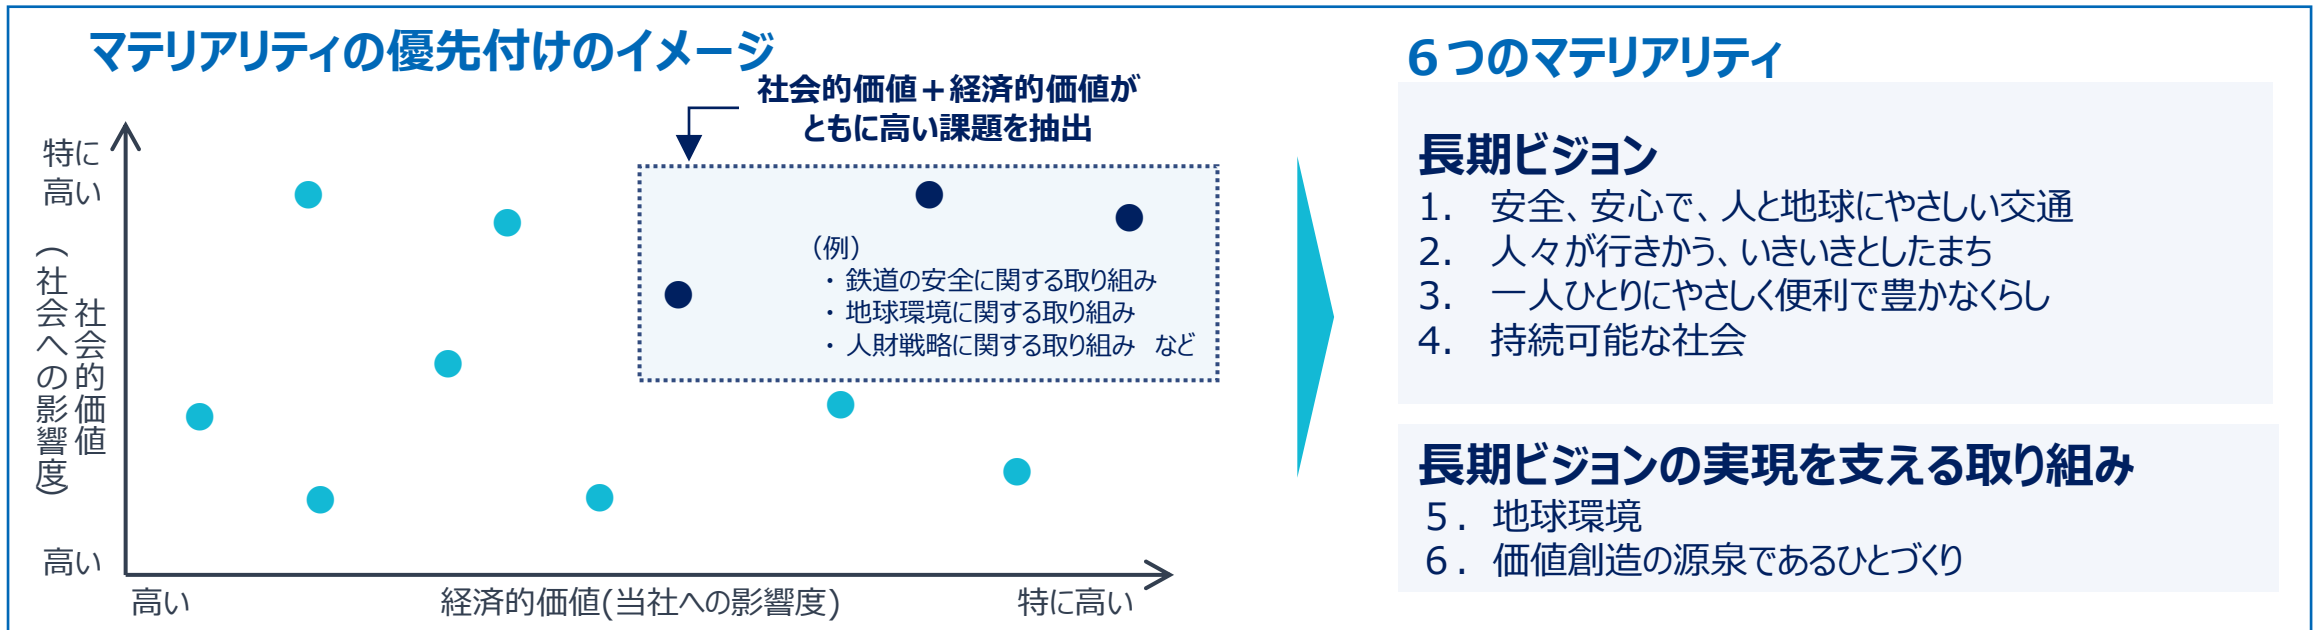 マテリアリティの優先付けのイメージ
社会的価値＋経済的価値が
ともに高い課題を抽出
特に
高い
社会的価値
（社会への影響度）
高い
（例）
・ 鉄道の安全に関する取り組み
・ 地球環境に関する取り組み
・ 人財戦略に関する取り組み　など
高い
経済的価値(当社への影響度)
特に高い
６つのマテリアリティ
長期ビジョン
1.　安全、安心で、人と地球にやさしい交通
2.　人々が行きかう、いきいきとしたまち
3.　一人ひとりにやさしく便利で豊かなくらし
4.　持続可能な社会
長期ビジョンの実現を支える取り組み
５．地球環境
６．価値創造の源泉であるひとづくり